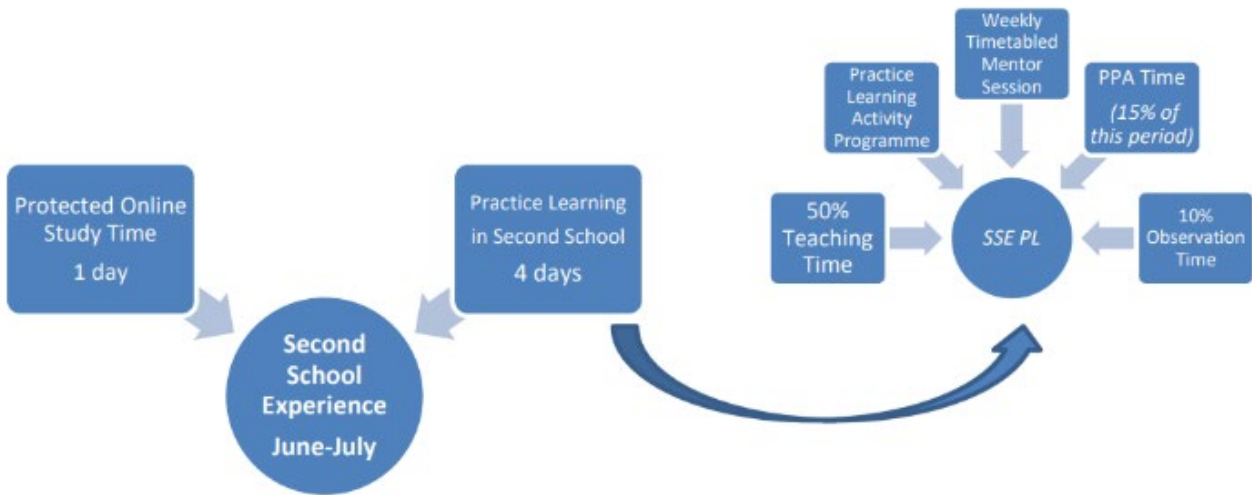 Protected Online
Study Time
1 day
Practice Learning
in Second School
4 days
Second
School
Experience
June-July
50%
Teaching
Time
Practice
Learning
Activity
Programme
Weekly
Timetabled
Mentor
Session
PPA Time
(15% of
this period)
10%
Observation
Time
SSE PL